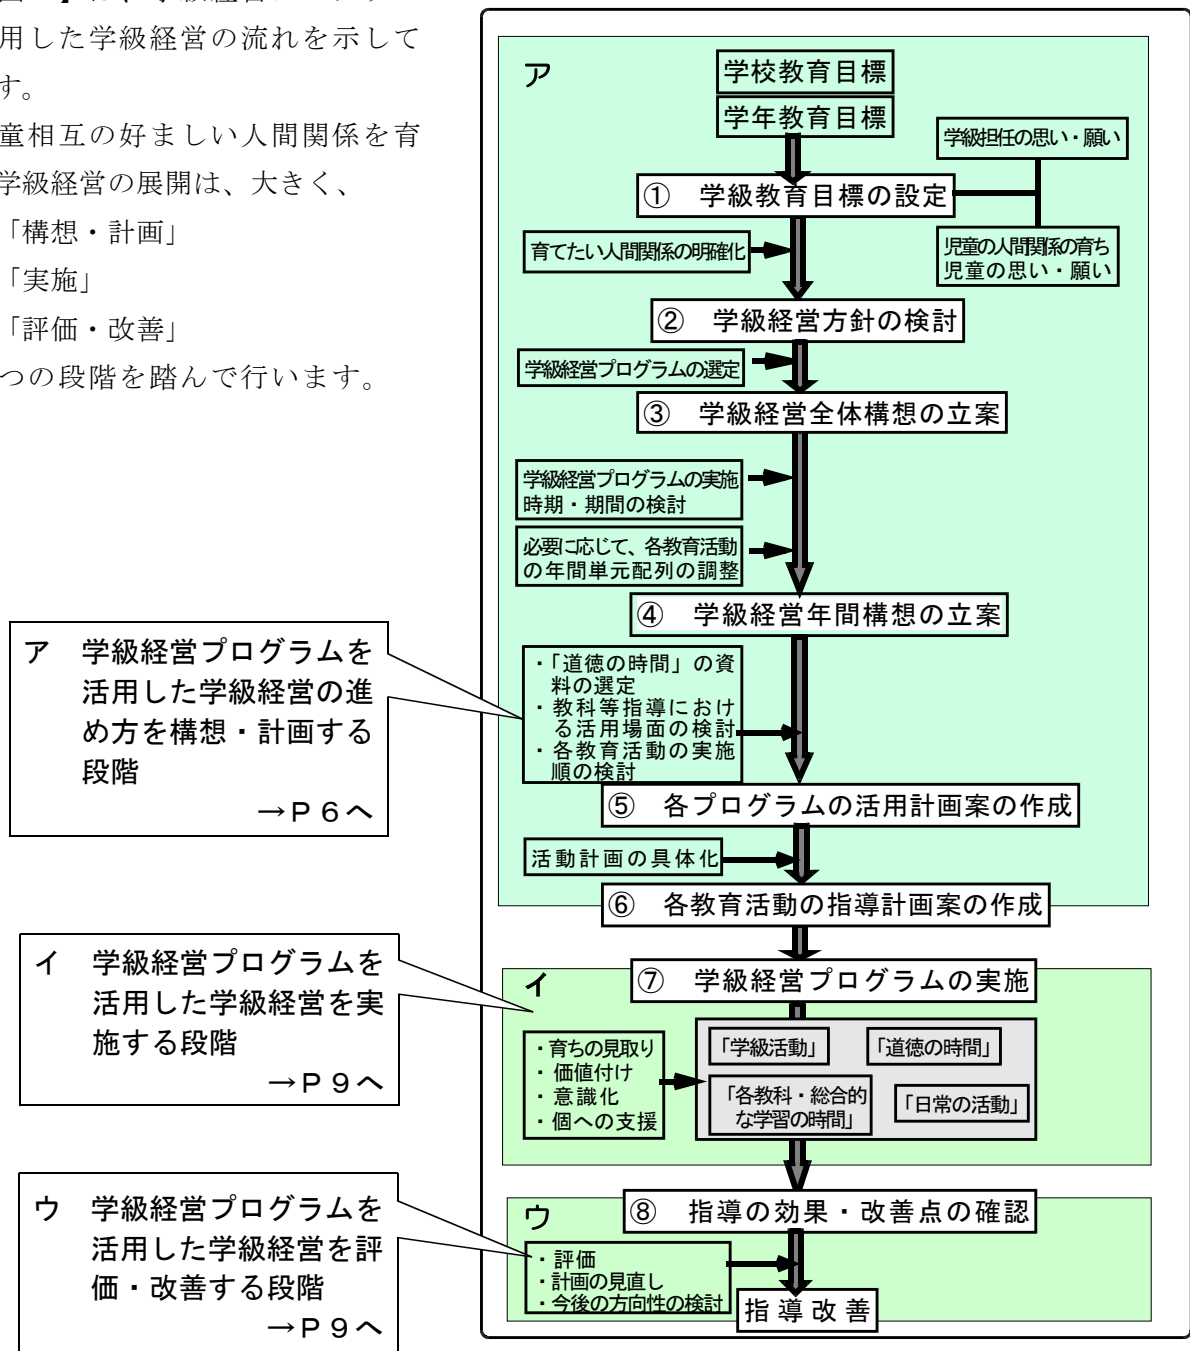 用した学級経営の流れを示して
す。
童相互の好ましい人間関係を育
学級経営の展開は、大きく、
「構想・計画」
「実施」
「評価・改善」
つの段階を踏んで行います。
ア
学校教育目標
学年教育目標
学級担任の思い・願い
① 学級教育目標の設定
育てたい人間関係の明確化
児童の人間関係の育ち
児童の思い・願い
② 学級経営方針の検討
学級経営プログラムの選定
③ 学級経営全体構想の立案
学級経営プログラムの実施
時期・期間の検討
必要に応じて、各教育活動
の年間単元配列の調整
④ 学級経営年間構想の立案
・「道徳の時間」の資
料の選定
・教科等指導におけ
る活用場面の検討
・各教育活動の実施
順の検討
⑤ 各プログラムの活用計画案の作成
活動計画の具体化
⑥ 各教育活動の指導計画案の作成
ア 学級経営プログラムを
活用した学級経営の進
め方を構想・計画する
段階
→P6へ
イ
⑦ 学級経営プログラムの実施
・育ちの見取り
・価値付け
・意識化
・個への支援
「学級活動」
「道徳の時間」
「各教科・総合的
な学習の時間」
「日常の活動」
イ 学級経営プログラムを
活用した学級経営を実
施する段階
→P9へ
ウ
⑧ 指導の効果・改善点の確認
・評価
・計画の見直し
・今後の方向性の検討
指導改善
ウ 学級経営プログラムを
活用した学級経営を評
価・改善する段階
→P9へ